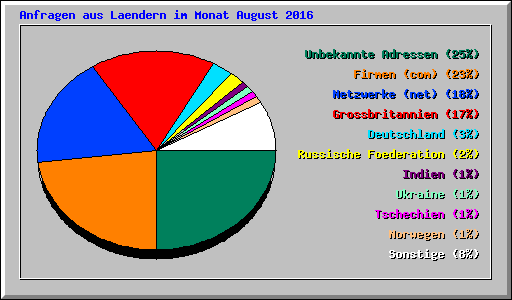 Anfragen aus Laendern im Monat August 2016
Unbekannte Adressen (25%)
Firmen (com) (23%)
Netzwerke (net) (18%)
Grossbritannien (17%)
Deutschland (3%)
Russische Foederation (2%)
Indien (1%)
Ukraine (1%)
Tschechien (1%)
Norwegen (1%)
Sonstige (8%)